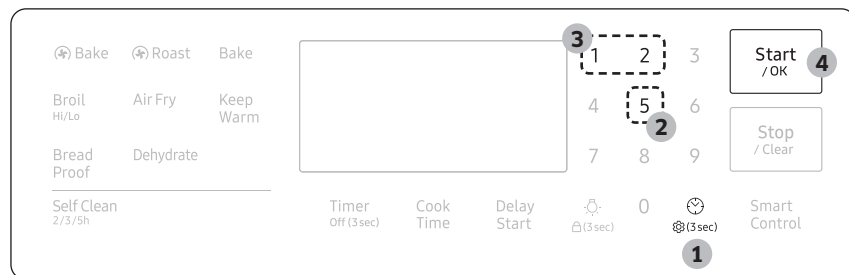 Bake Roast Bake
3
1 2 3
Start
/ OK
4
Broil
Hi/Lo
Air Fry
Keep
Warm
4 5 6
2
Stop
/ Clear
Bread
Proof
Dehydrate
7 8 9
Self Clean
2/3/5h
Timer
Off (3 sec)
Cook
Time
Delay
Start
(3 sec)
0
(3 sec)
1
Smart
Control